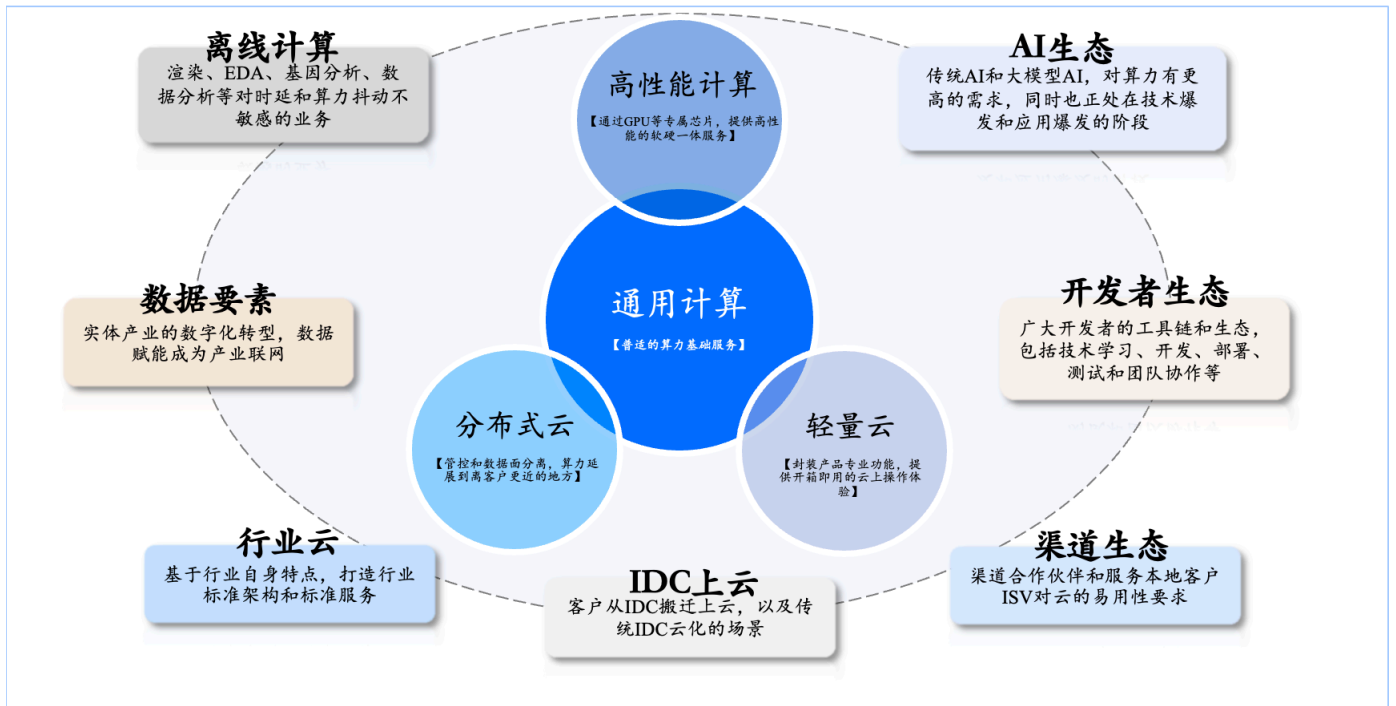 离线计算
渲染、EDA、基因分析、数
据分析等对时延和算力抖动不
敏感的业务
高性能计算
【通过GPU等专属芯片，提供高性
能的软硬一体服务】
AI生态
传统AI和大模型AI，对算力有更
高的需求，同时也正处在技术爆
发和应用爆发的阶段
数据要素
实体产业的数字化转型，数据
赋能成为产业联网
通用计算
【普适的算力基础服务】
开发者生态
广大开发者的工具链和生态，
包括技术学习、开发、部署、
测试和团队协作等
分布式云
【管控和数据面分离，算力延
展到离客户更近的地方】
轻量云
【封装产品专业功能，提
供开箱即用的云上操作体
验】
行业云
基于行业自身特点，打造行业
标准架构和标准服务
IDC上云
客户从IDC搬迁上云，以及传
统IDC云化的场景
渠道生态
渠道合作伙伴和服务本地客户
ISV对云的易用性要求